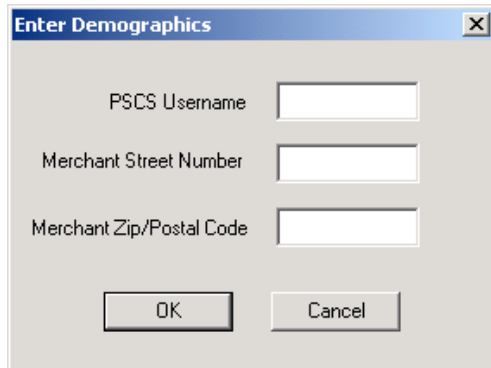 Enter Demographics
PSCS Username
Merchant Street Number
Merchant Zip/Postal Code
OK Cancel